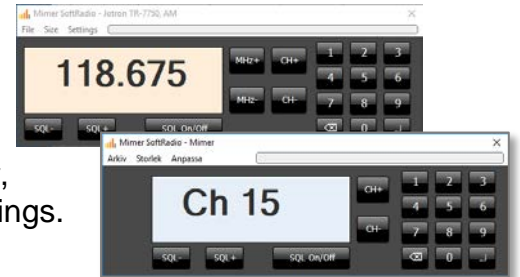 Mimer SoftRadio - Jotron TR-7750, AM
File Size Settings
118.675
MHz+ CH+ 1 2 3
4 5 6
MHz- CH- 7 8 9
SQL- SQL+ SQL On/Off 0
Mimer SoftRadio - Mimer
Arkiv Storlek Anpassa
Ch 15
CH+ 1 2 3
4 5 6
CH- 7 8 9
SQL- SQL+ SQL On/Off 0
ings.